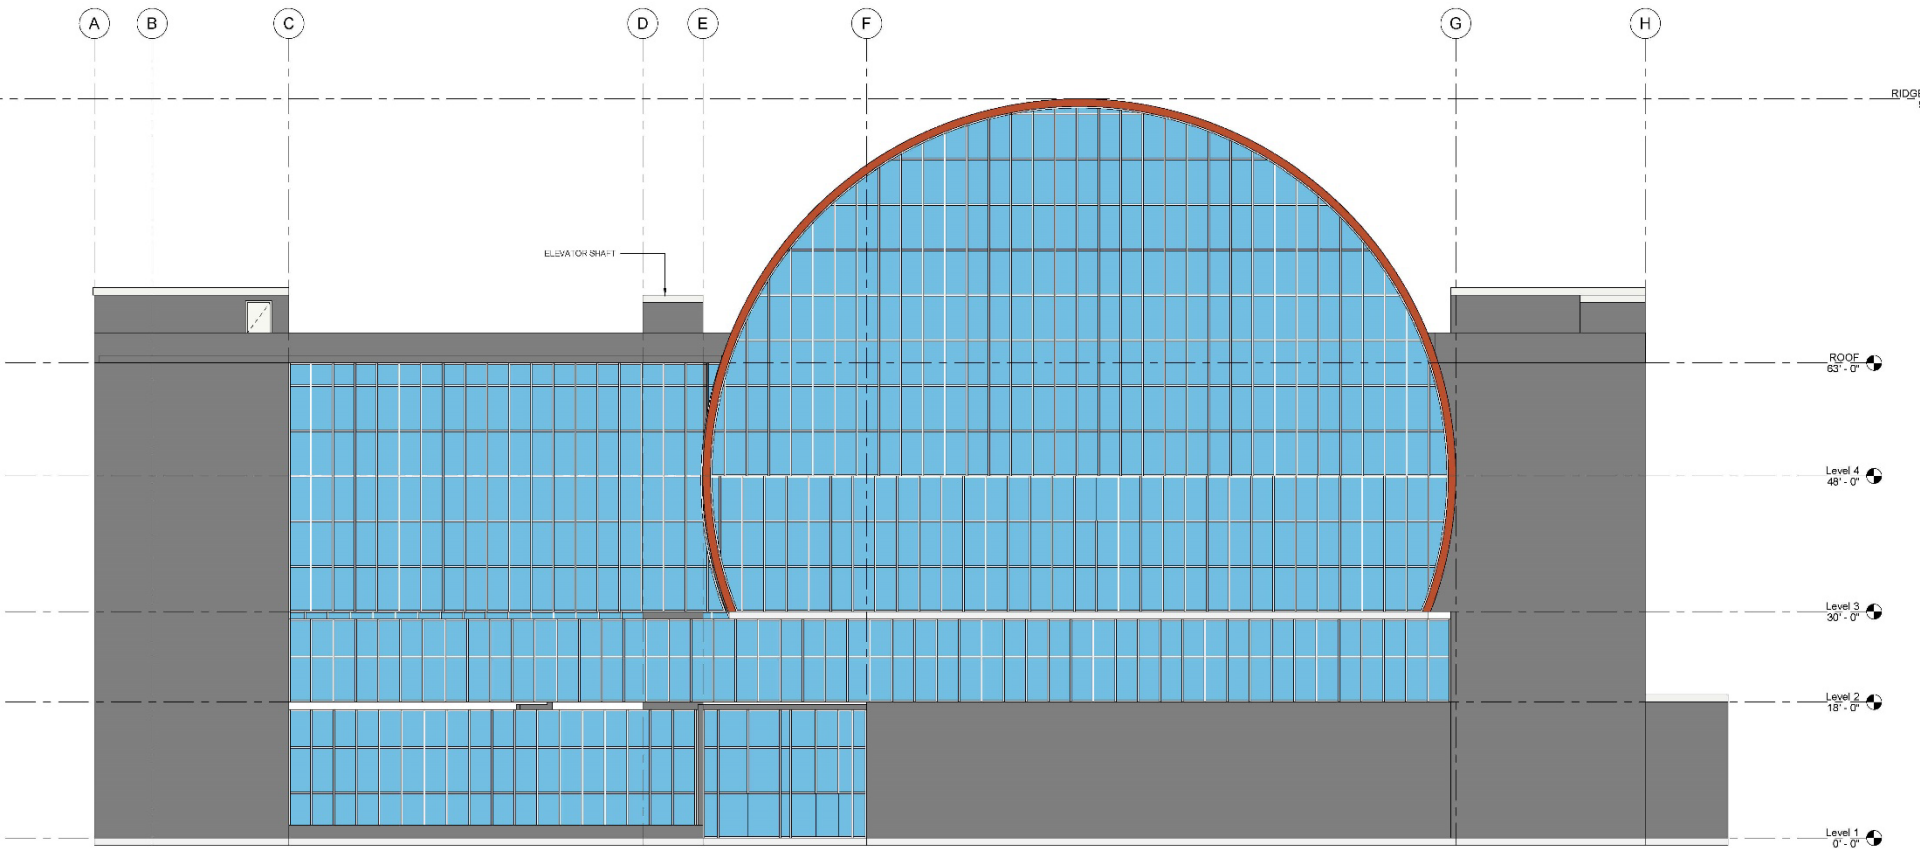 A B C D E F G H
RIDGE
ELEVATOR SHAFT
ROOF
63' - 0"
Level 4
48' - 0"
Level 3
30' - 0"
Level 2
18' - 0"
Level 1
0' - 0"